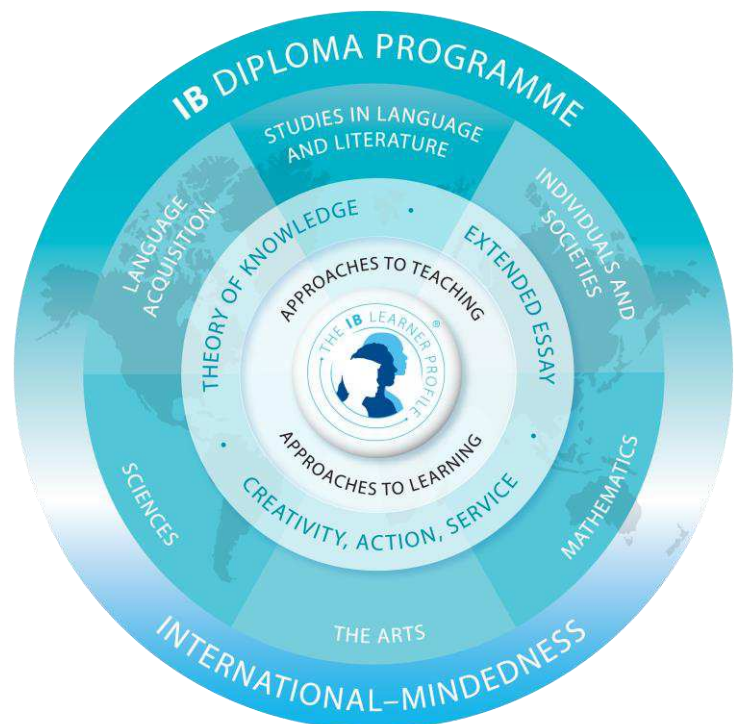 IB DIPLOMA PROGRAMME
STUDIES IN LANGUAGE
AND LITERATURE
LANGUAGE
ACQUISITION
INDIVIDUALS AND
SOCIETIES
THEORY OF KNOWLEDGE
EXTENDED ESSAY
APPROACHES TO TEACHING
THE IB LEARNER PROFILE
®
APPROACHES TO LEARNING
CREATIVITY, ACTION, SERVICE
SCIENCES
MATHEMATICS
THE ARTS
INTERNATIONAL–MINDEDNESS